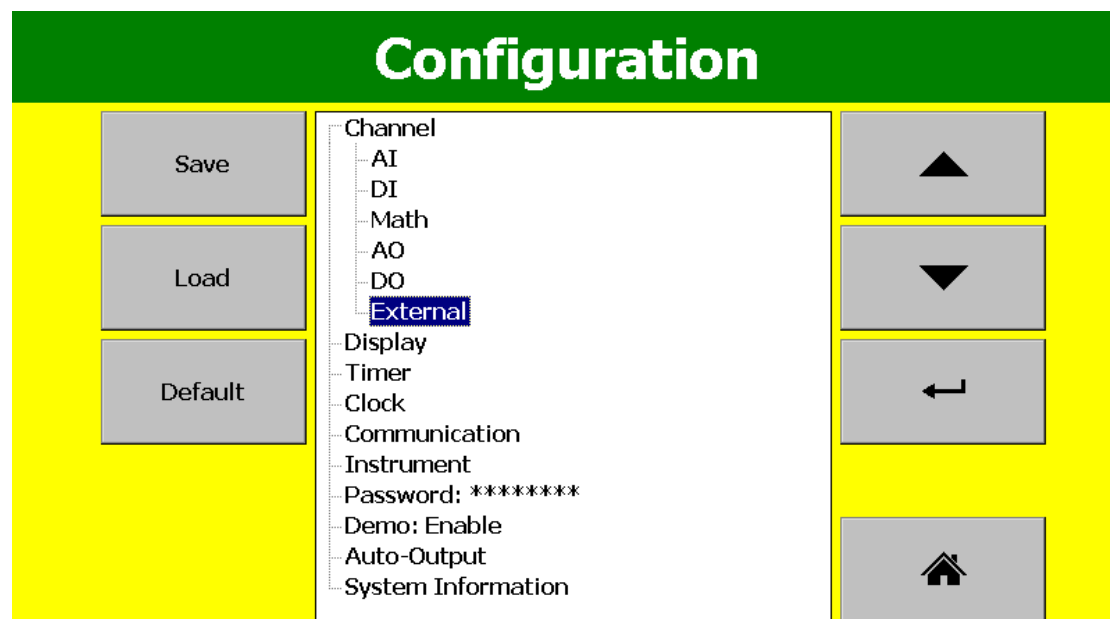 Configuration
Save
Load
Default
Channel
AI
DI
Math
AO
DO
External
Display
Timer
Clock
Communication
Instrument
Password: ********
Demo: Enable
Auto-Output
System Information